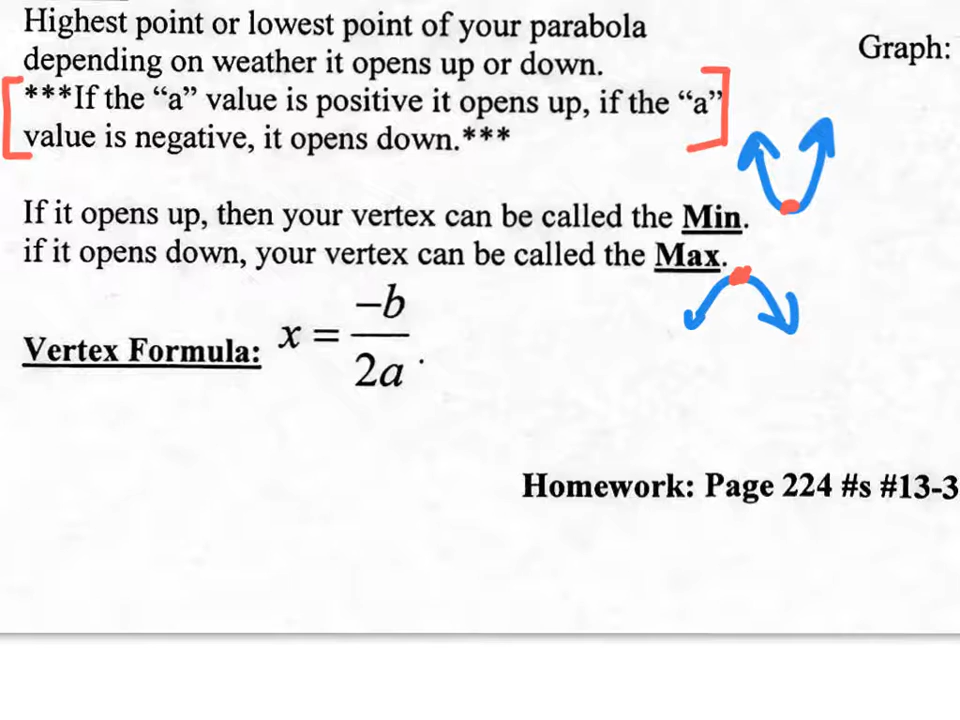 Highest point or lowest point of your parabola
depending on weather it opens up or down.
Graph:
***If the “a” value is positive it opens up, if the “a”
value is negative, it opens down.***
If it opens up, then your vertex can be called the Min.
if it opens down, your vertex can be called the Max.
Vertex Formula: x = -b / 2a .
Homework: Page 224 #s #13-3